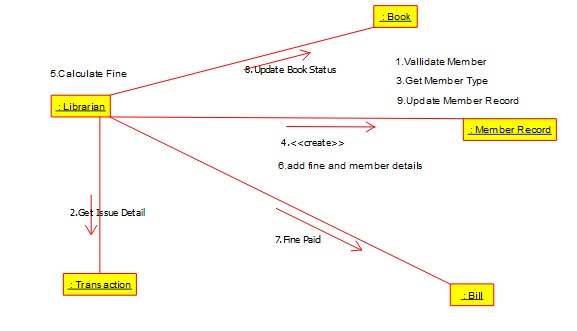 : Book
1.Vallidate Member
5.Calculate Fine
8.Update Book Status
3.Get Member Type
: Librarian
9.Update Member Record
: Member Record
4.<<create>>
6.add fine and member details
2.Get Issue Detail
7.Fine Paid
: Transaction
: Bill